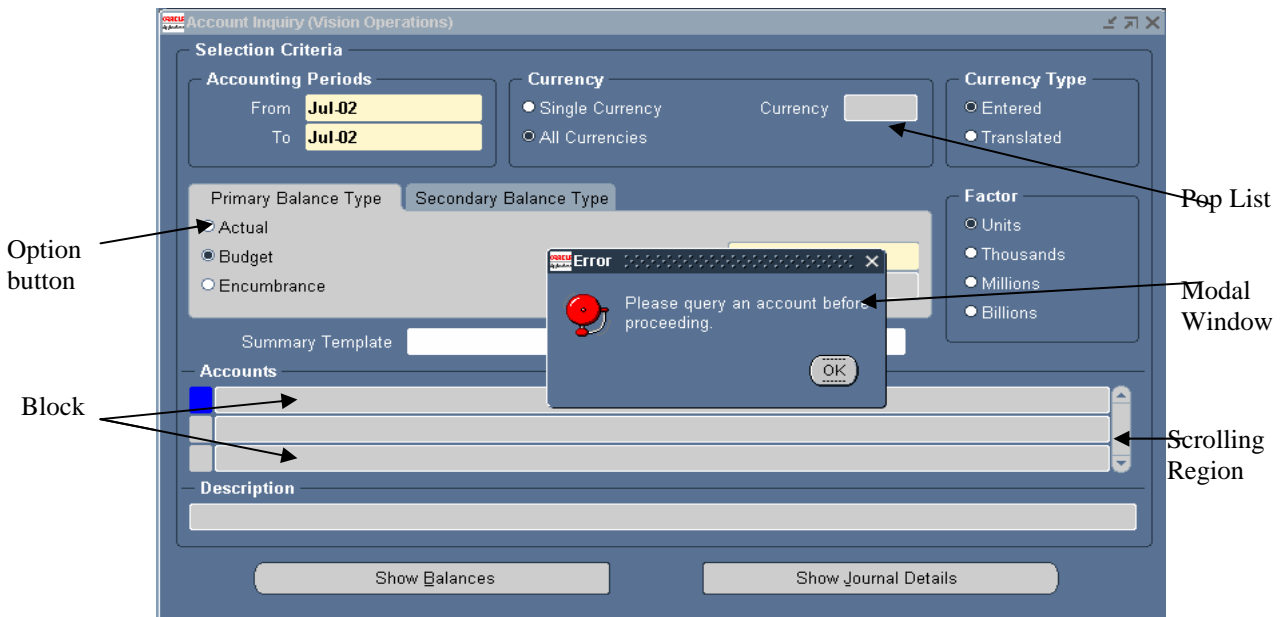 Account Inquiry (Vision Operations)
Selection Criteria
Accounting Periods
From Jul-02
To Jul-02
Currency
Single Currency
All Currencies
Currency
Currency Type
Entered
Translated
Pop List
Primary Balance Type
Secondary Balance Type
Actual
Budget
Encumbrance
Option
button
Factor
Units
Thousands
Millions
Billions
Error
Please query an account before
proceeding.
OK
Modal
Window
Summary Template
Accounts
Block
Scrolling
Region
Description
Show Balances
Show Journal Details